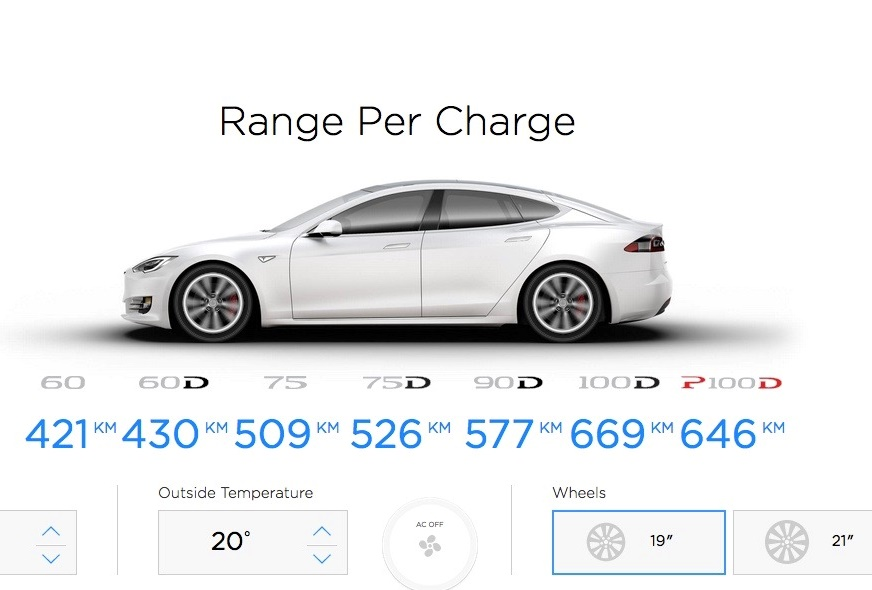 Range Per Charge
60 60D 75 75D 90D 100D P100D
421 KM 430 KM 509 KM 526 KM 577 KM 669 KM 646 KM
Outside Temperature
Wheels
20°
AC OFF
19″
21″